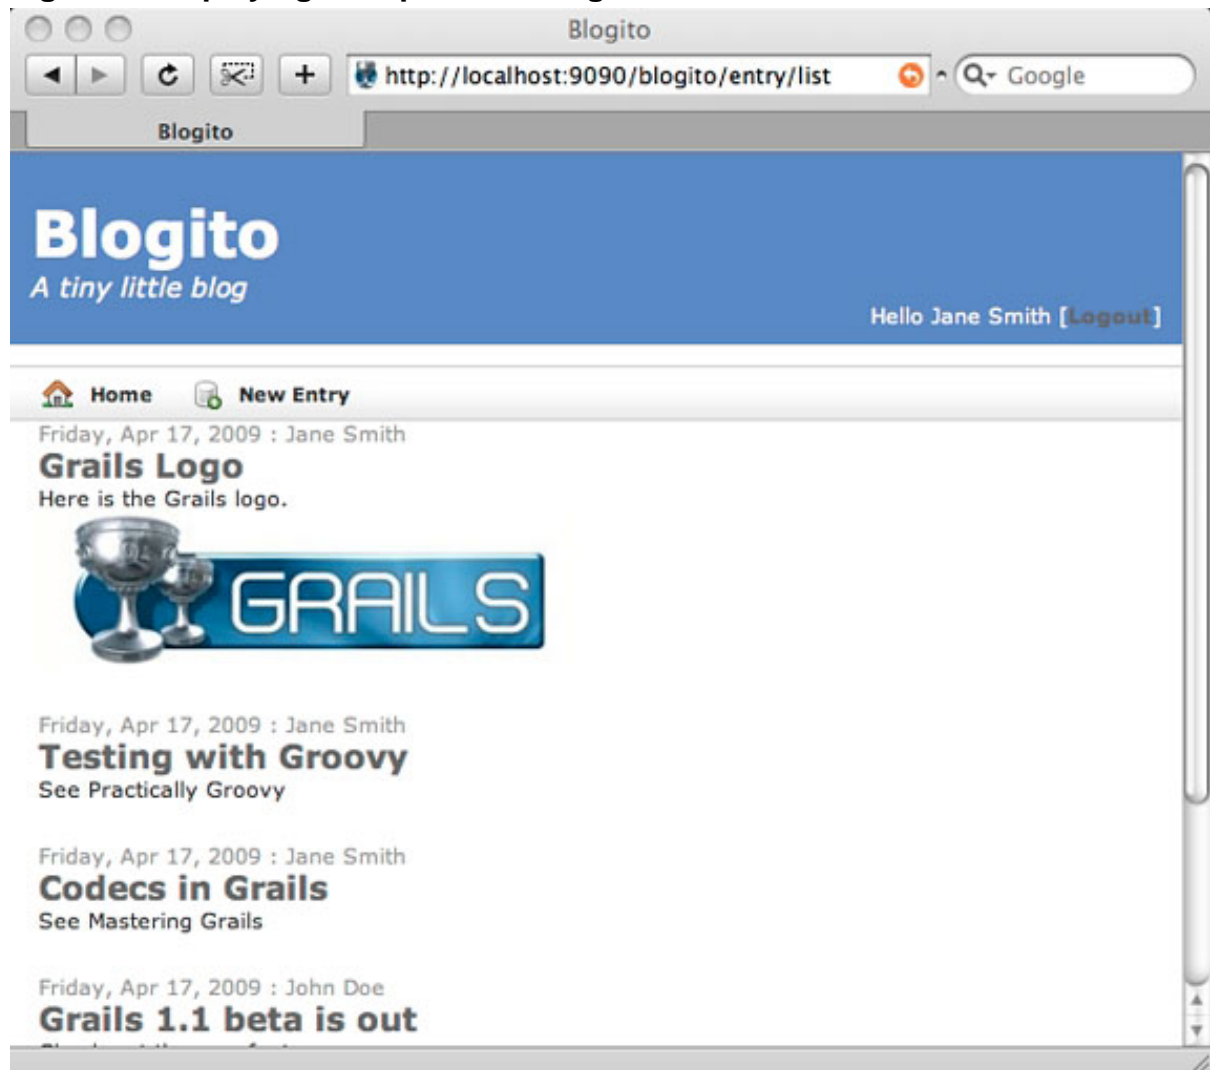 Blogito
http://localhost:9090/blogito/entry/list
Google
Blogito
Blogito
A tiny little blog
Hello Jane Smith [Logout]
Home New Entry
Friday, Apr 17, 2009 : Jane Smith
Grails Logo
Here is the Grails logo.
GRAILS
Friday, Apr 17, 2009 : Jane Smith
Testing with Groovy
See Practically Groovy
Friday, Apr 17, 2009 : Jane Smith
Codecs in Grails
See Mastering Grails
Friday, Apr 17, 2009 : John Doe
Grails 1.1 beta is out